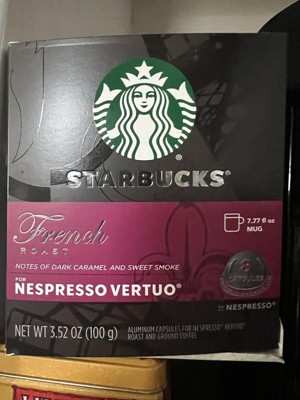 STARBUCKS®
French
ROAST
7.77 fl oz
MUG
NOTES OF DARK CARAMEL AND SWEET SMOKE
8
CAPSULES
FOR
NESPRESSO VERTUO®
by NESPRESSO®
NET WT 3.52 OZ (100 g)
ALUMINUM CAPSULES FOR NESPRESSO® VERTUO®
ROAST AND GROUND COFFEE